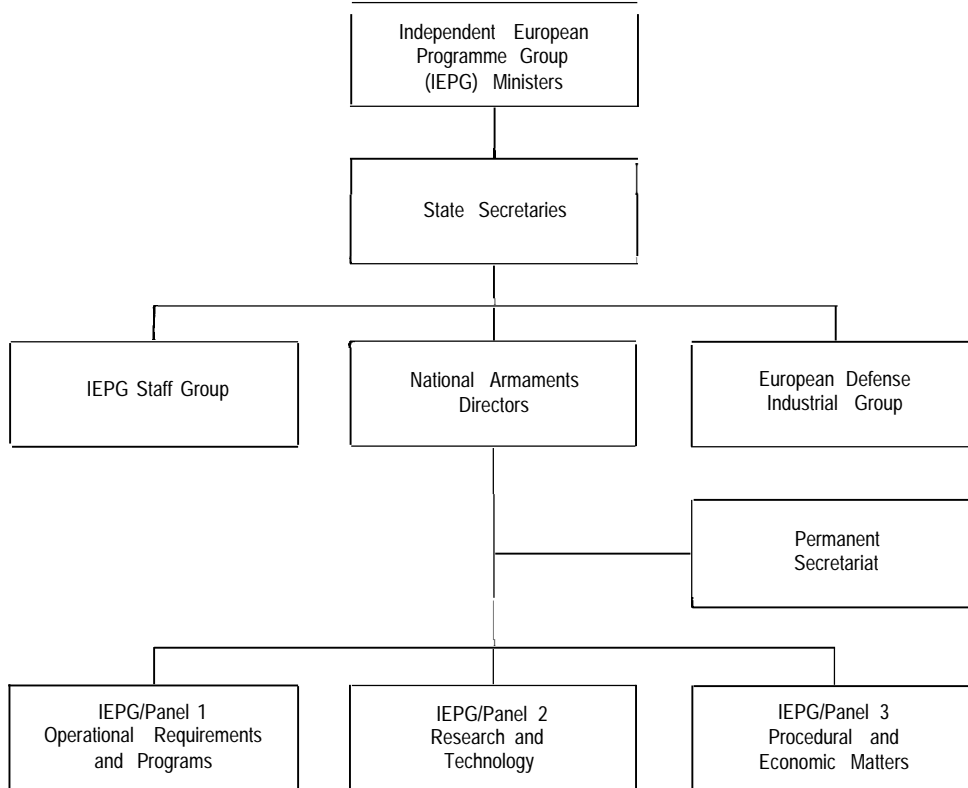 Independent European
Programme Group
(IEPG) Ministers
State Secretaries
IEPG Staff Group
National Armaments
Directors
European Defense
Industrial Group
Permanent
Secretariat
IEPG/Panel 1
Operational Requirements
and Programs
IEPG/Panel 2
Research and
Technology
IEPG/Panel 3
Procedural and
Economic Matters